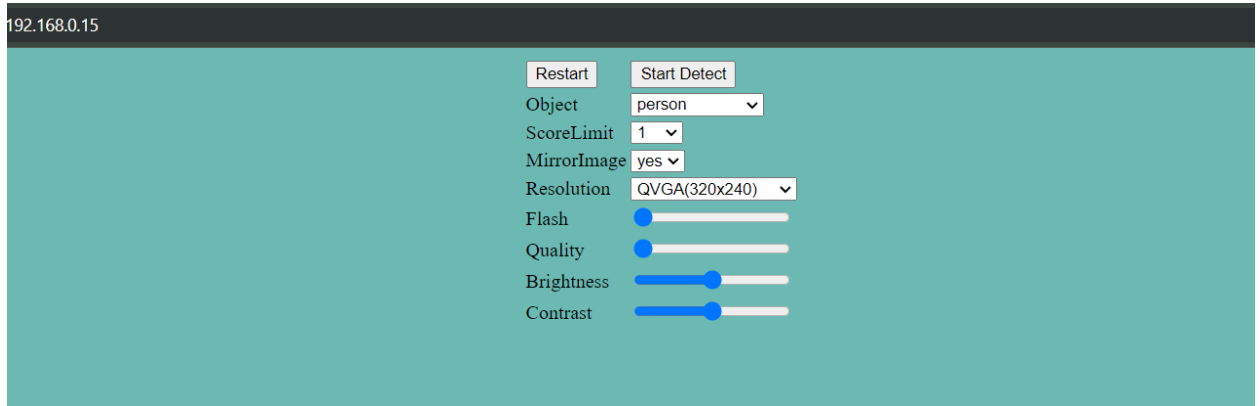 192.168.0.15
Restart Start Detect
Object person
ScoreLimit 1
MirrorImage yes
Resolution QVGA(320x240)
Flash
Quality
Brightness
Contrast